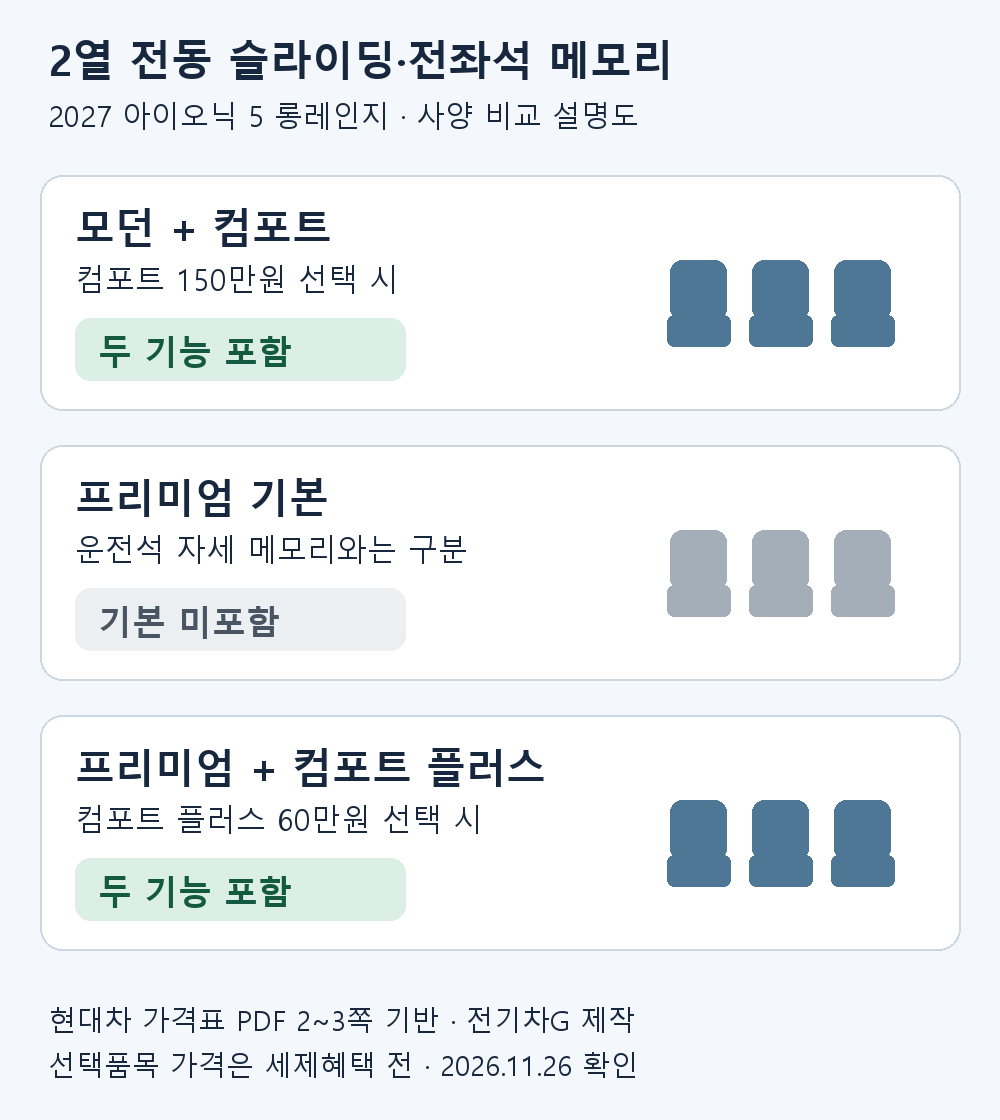 2열 전동 슬라이딩·전좌석 메모리
2027 아이오닉 5 롱레인지 · 사양 비교 설명도
모던 + 컴포트
컴포트 150만원 선택 시
두 기능 포함
프리미엄 기본
운전석 자세 메모리와는 구분
기본 미포함
프리미엄 + 컴포트 플러스
컴포트 플러스 60만원 선택 시
두 기능 포함
현대차 가격표 PDF 2~3쪽 기반 · 전기차G 제작
선택품목 가격은 세제혜택 전 · 2026.11.26 확인